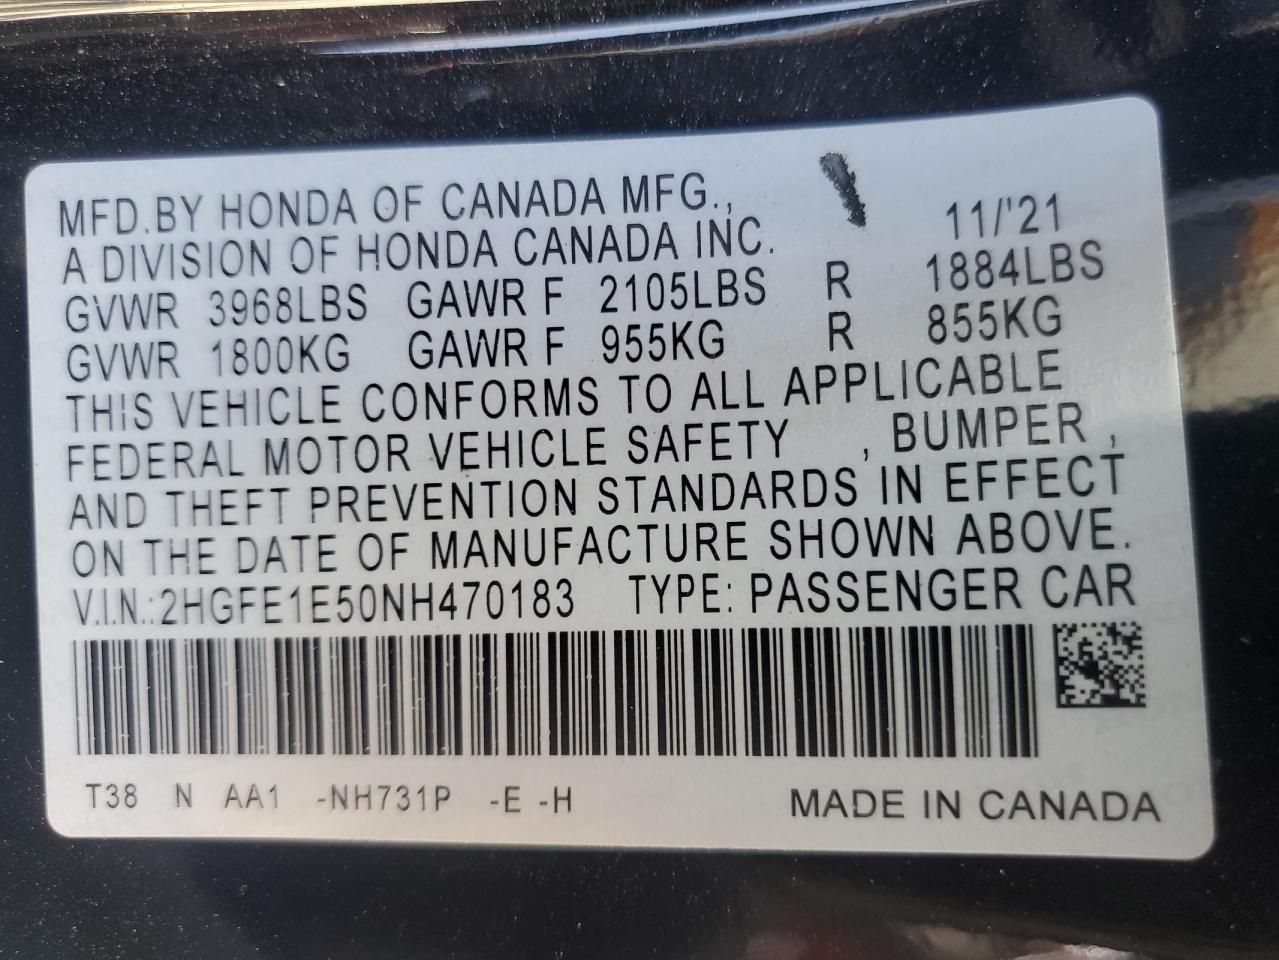 MFD.BY HONDA OF CANADA MFG., 11/'21
A DIVISION OF HONDA CANADA INC.
GVWR 3968LBS GAWR F 2105LBS R 1884LBS
GVWR 1800KG GAWR F 955KG R 855KG
THIS VEHICLE CONFORMS TO ALL APPLICABLE
FEDERAL MOTOR VEHICLE SAFETY , BUMPER ,
AND THEFT PREVENTION STANDARDS IN EFFECT
ON THE DATE OF MANUFACTURE SHOWN ABOVE.
V.I.N.:2HGFE1E50NH470183 TYPE: PASSENGER CAR
T38 N AA1 -NH731P -E -H MADE IN CANADA